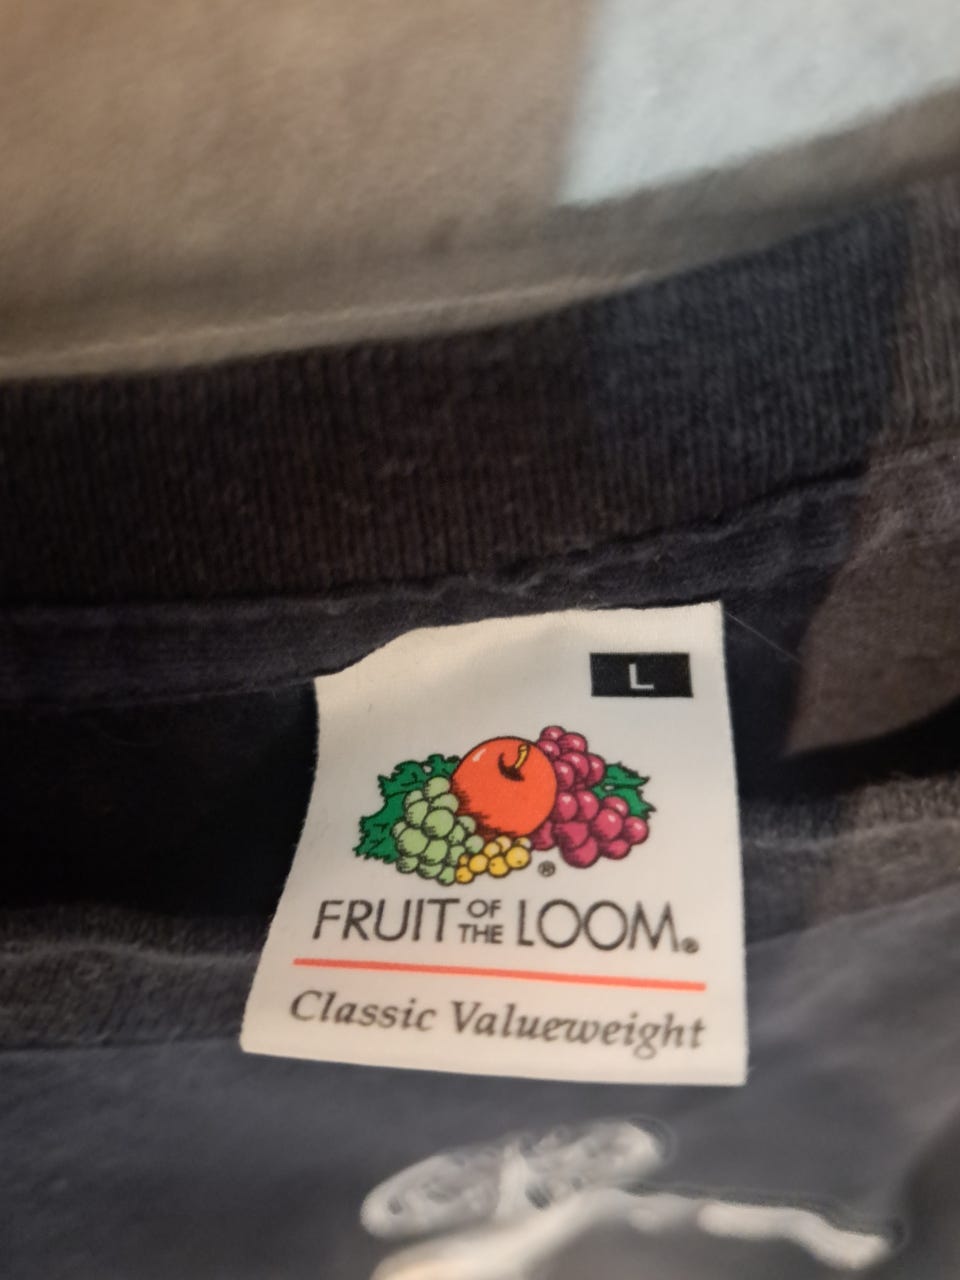 L
®
FRUIT OF THE LOOM®
Classic Valueweight